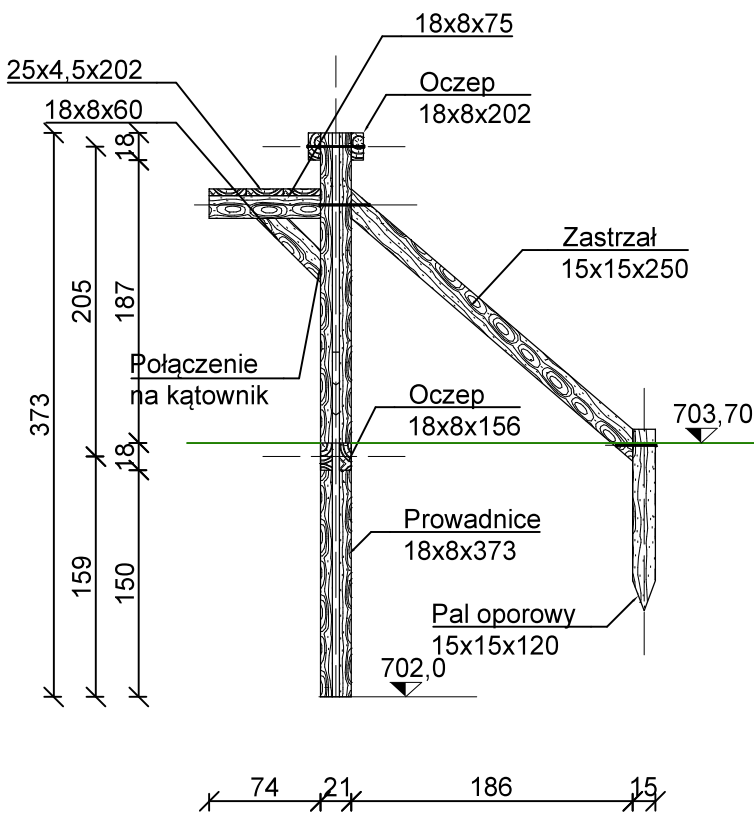 18x8x75
25x4,5x202
Oczep
18x8x202
18x8x60
18
Zastrzał
15x15x250
205
187
Połączenie
na kątownik
373
Oczep
18x8x156
703,70
18
Prowadnice
18x8x373
159
150
Pal oporowy
15x15x120
702,0
74
21
186
15